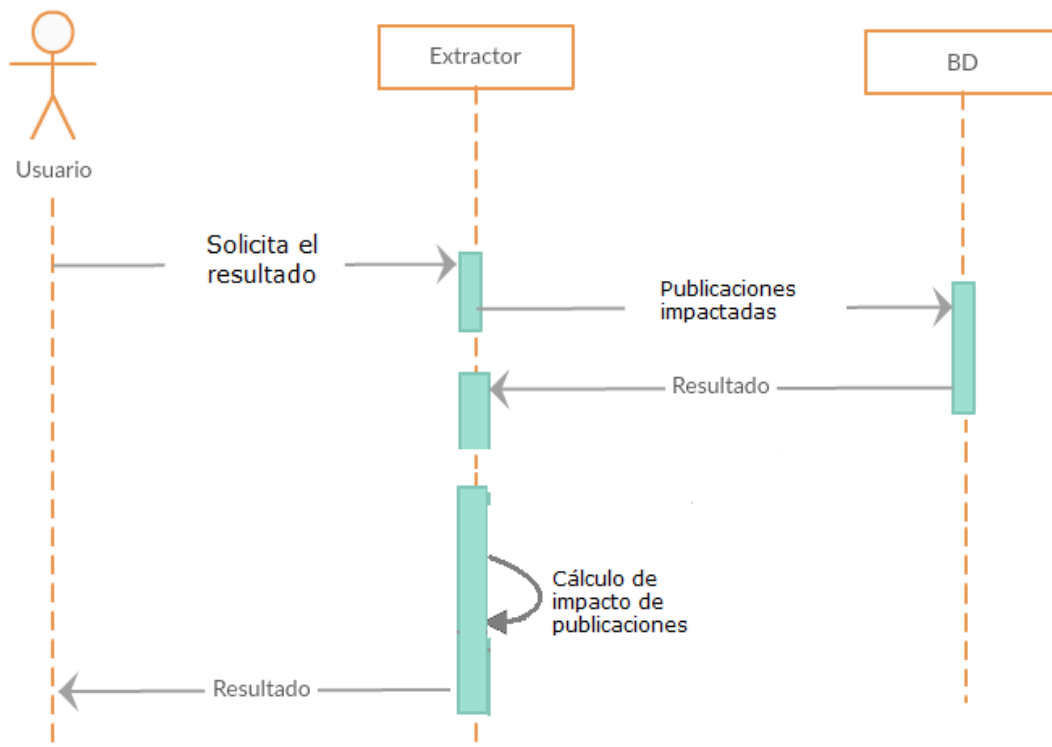 Extractor
BD
Usuario
Solicita el
resultado
Publicaciones
impactadas
Resultado
Cálculo de
impacto de
publicaciones
Resultado